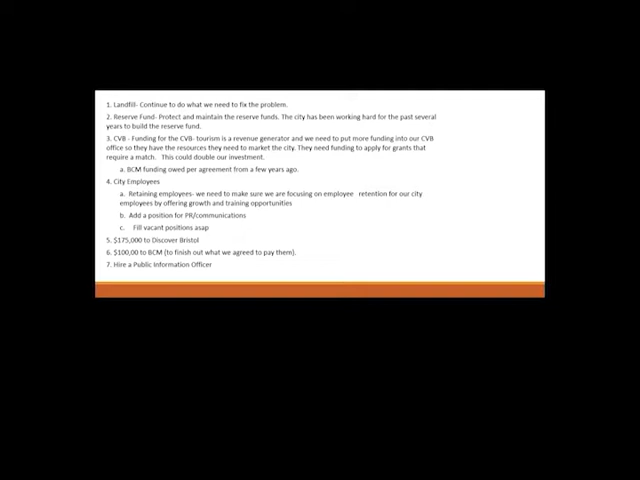 1. Landfill- Continue to do what we need to fix the problem.
2. Reserve Fund- Protect and maintain the reserve funds. The city has been working hard for the past several
years to build the reserve fund.
3. CVB - Funding for the CVB- tourism is a revenue generator and we need to put more funding into our CVB
office so they have the resources they need to market the city. They need funding to apply for grants that
require a match. This could double our investment.
a. BCM funding owed per agreement from a few years ago.
4. City Employees
a. Retaining employees- we need to make sure we are focusing on employee retention for our city
employees by offering growth and training opportunities
b. Add a position for PR/communications
c. Fill vacant positions asap
5. $175,000 to Discover Bristol
6. $100,00 to BCM (to finish out what we agreed to pay them).
7. Hire a Public Information Officer